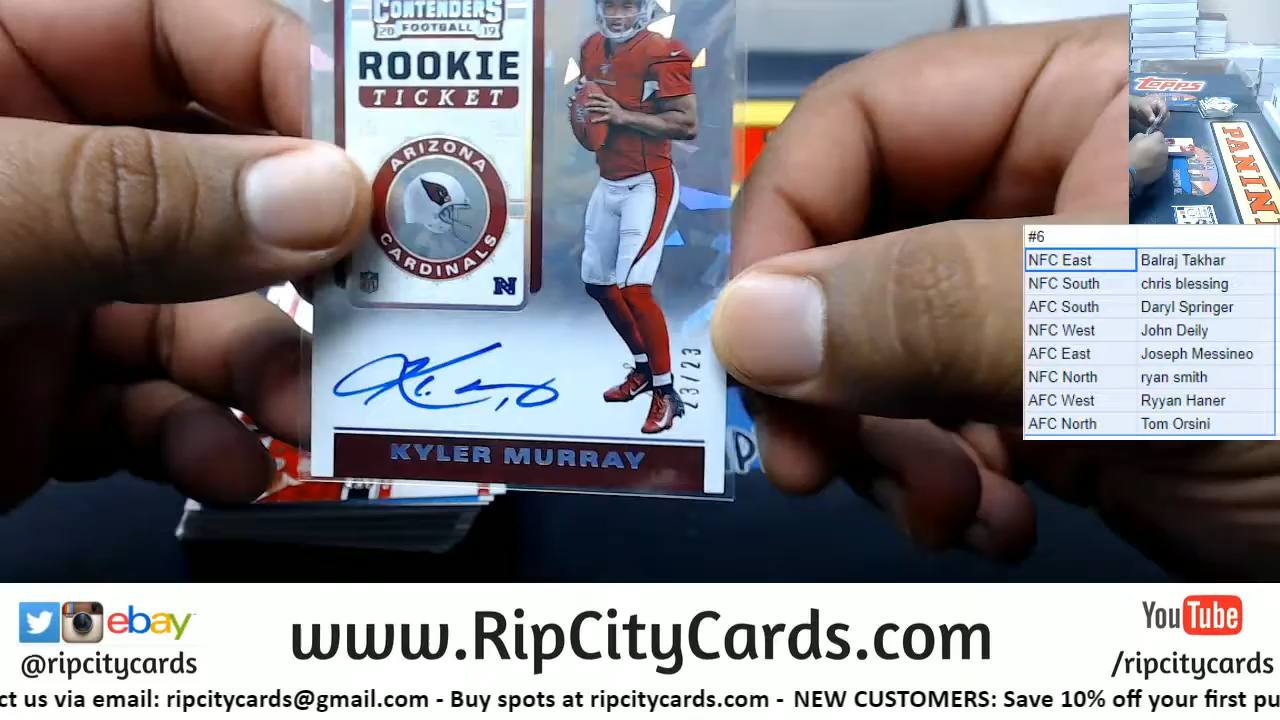 CONTENDERS
20 FOOTBALL 19
ROOKIE
TICKET
ARIZONA
CARDINALS
NFL
N
23/23
KYLER MURRAY
Topps
PANINI
#6
NFC East Balraj Takhar
NFC South chris blessing
AFC South Daryl Springer
NFC West John Deily
AFC East Joseph Messineo
NFC North ryan smith
AFC West Ryyan Haner
AFC North Tom Orsini
ebay
@ripcitycards
www.RipCityCards.com
YouTube
/ripcitycards
ct us via email: ripcitycards@gmail.com - Buy spots at ripcitycards.com - NEW CUSTOMERS: Save 10% off your first pu